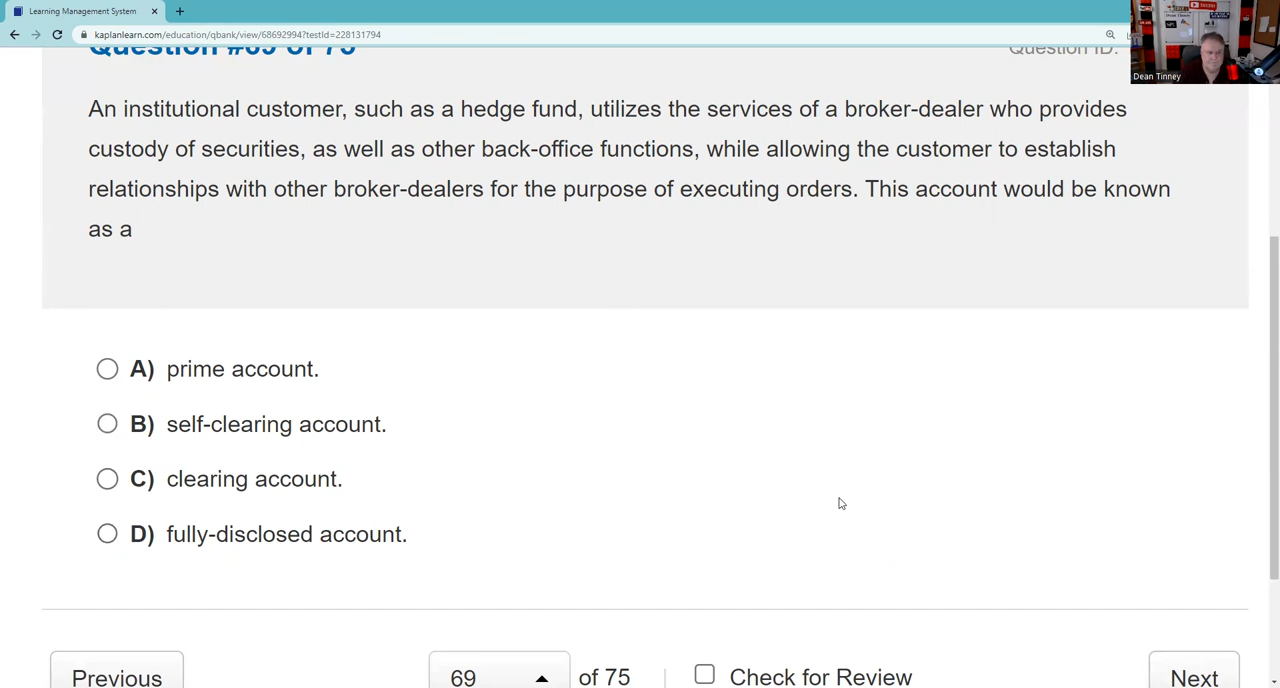 Learning Management System
kaplanlearn.com/education/qbank/view/68692994?testId=228131794
Dean Tinney
Question #69 of 75
Question ID:
An institutional customer, such as a hedge fund, utilizes the services of a broker-dealer who provides
custody of securities, as well as other back-office functions, while allowing the customer to establish
relationships with other broker-dealers for the purpose of executing orders. This account would be known
as a
A) prime account.
B) self-clearing account.
C) clearing account.
D) fully-disclosed account.
Previous
69
of 75
Check for Review
Next